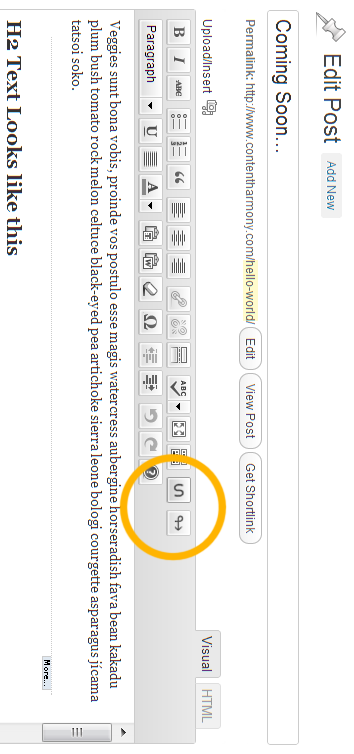 Edit Post Add New
Coming Soon...
Permalink: http://www.contentharmony.com/hello-world/ Edit View Post Get Shortlink
Upload/Insert Visual HTML
B I ABC ABC
Paragraph U A T W Ω ?
Veggies sunt bona vobis, proinde vos postulo esse magis watercress aubergine horseradish fava bean kakadu
plum bush tomato rock melon celtuce black-eyed pea artichoke sierra leone bologi courgette asparagus jícama
tatsoi soko.
More...
H2 Text Looks like this